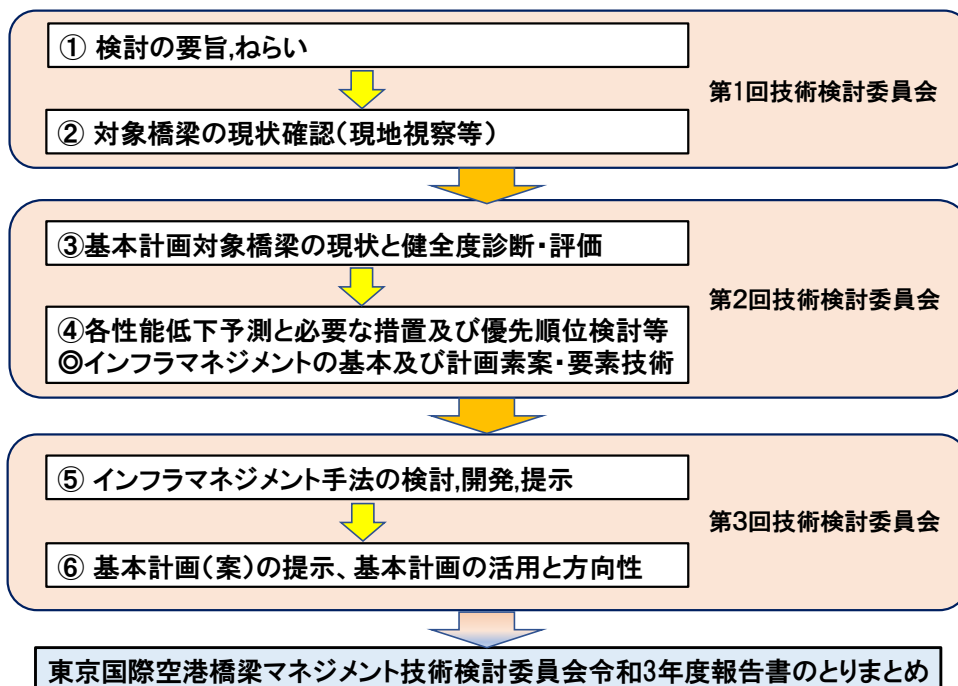 ① 検討の要旨,ねらい
第1回技術検討委員会
② 対象橋梁の現状確認(現地視察等)
③基本計画対象橋梁の現状と健全度診断・評価
第2回技術検討委員会
④各性能低下予測と必要な措置及び優先順位検討等
◎インフラマネジメントの基本及び計画素案・要素技術
⑤ インフラマネジメント手法の検討,開発,提示
第3回技術検討委員会
⑥ 基本計画(案)の提示、基本計画の活用と方向性
東京国際空港橋梁マネジメント技術検討委員会令和3年度報告書のとりまとめ